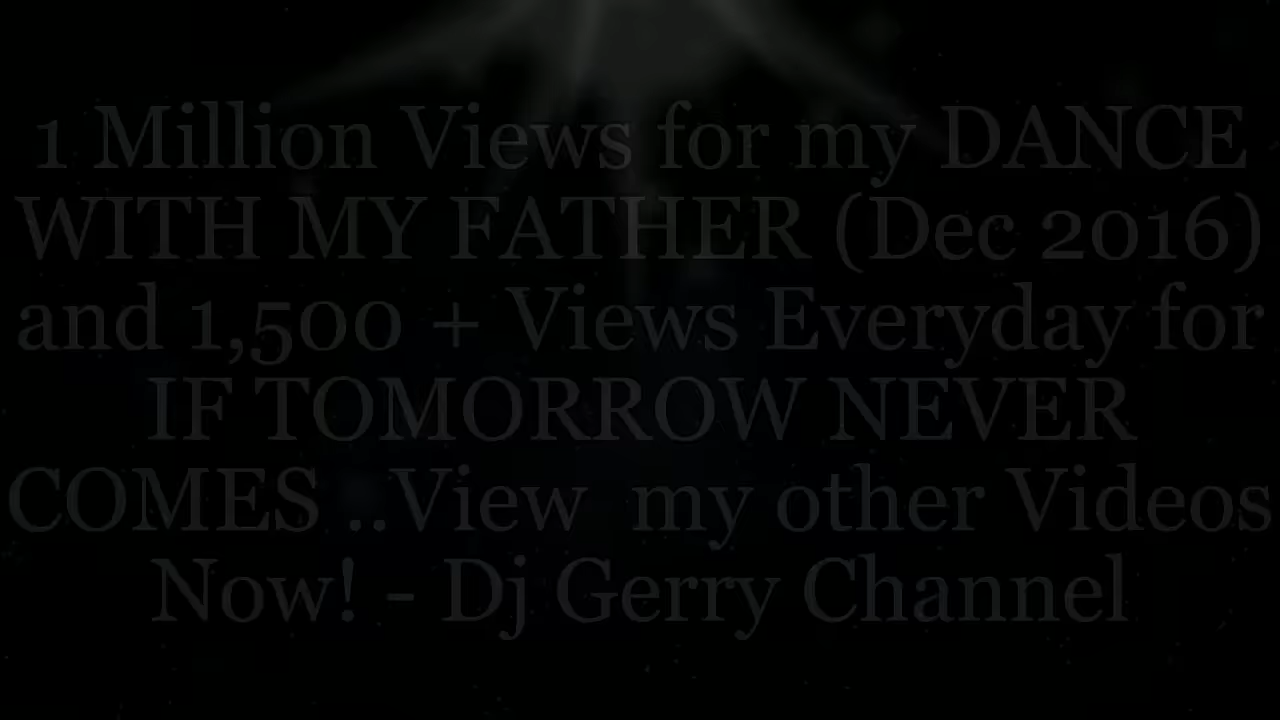 1 Million Views for my DANCE
WITH MY FATHER (Dec 2016)
and 1,500 + Views Everyday for
IF TOMORROW NEVER
COMES ..View  my other Videos
Now! - Dj Gerry Channel